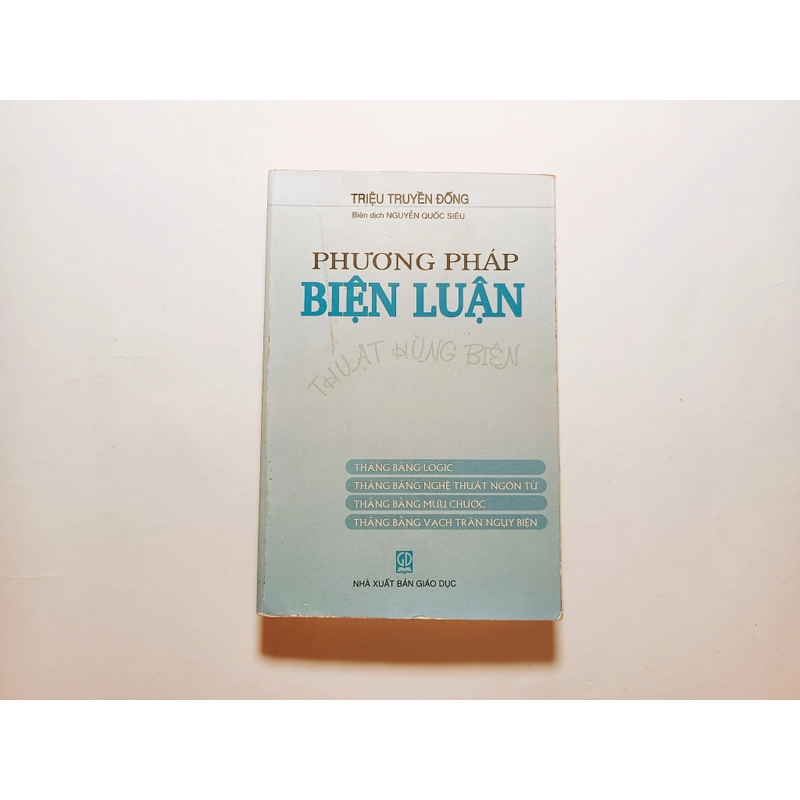 TRIỆU TRUYỀN ĐỐNG
Biên dịch NGUYỄN QUỐC SIÊU
PHƯƠNG PHÁP
BIỆN LUẬN
THUẬT HÙNG BIỆN
THẮNG BẰNG LOGIC
THẮNG BẰNG NGHỆ THUẬT NGÔN TỪ
THẮNG BẰNG MƯU CHƯỚC
THẮNG BẰNG VẠCH TRẦN NGỤY BIỆN
GD
NHÀ XUẤT BẢN GIÁO DỤC